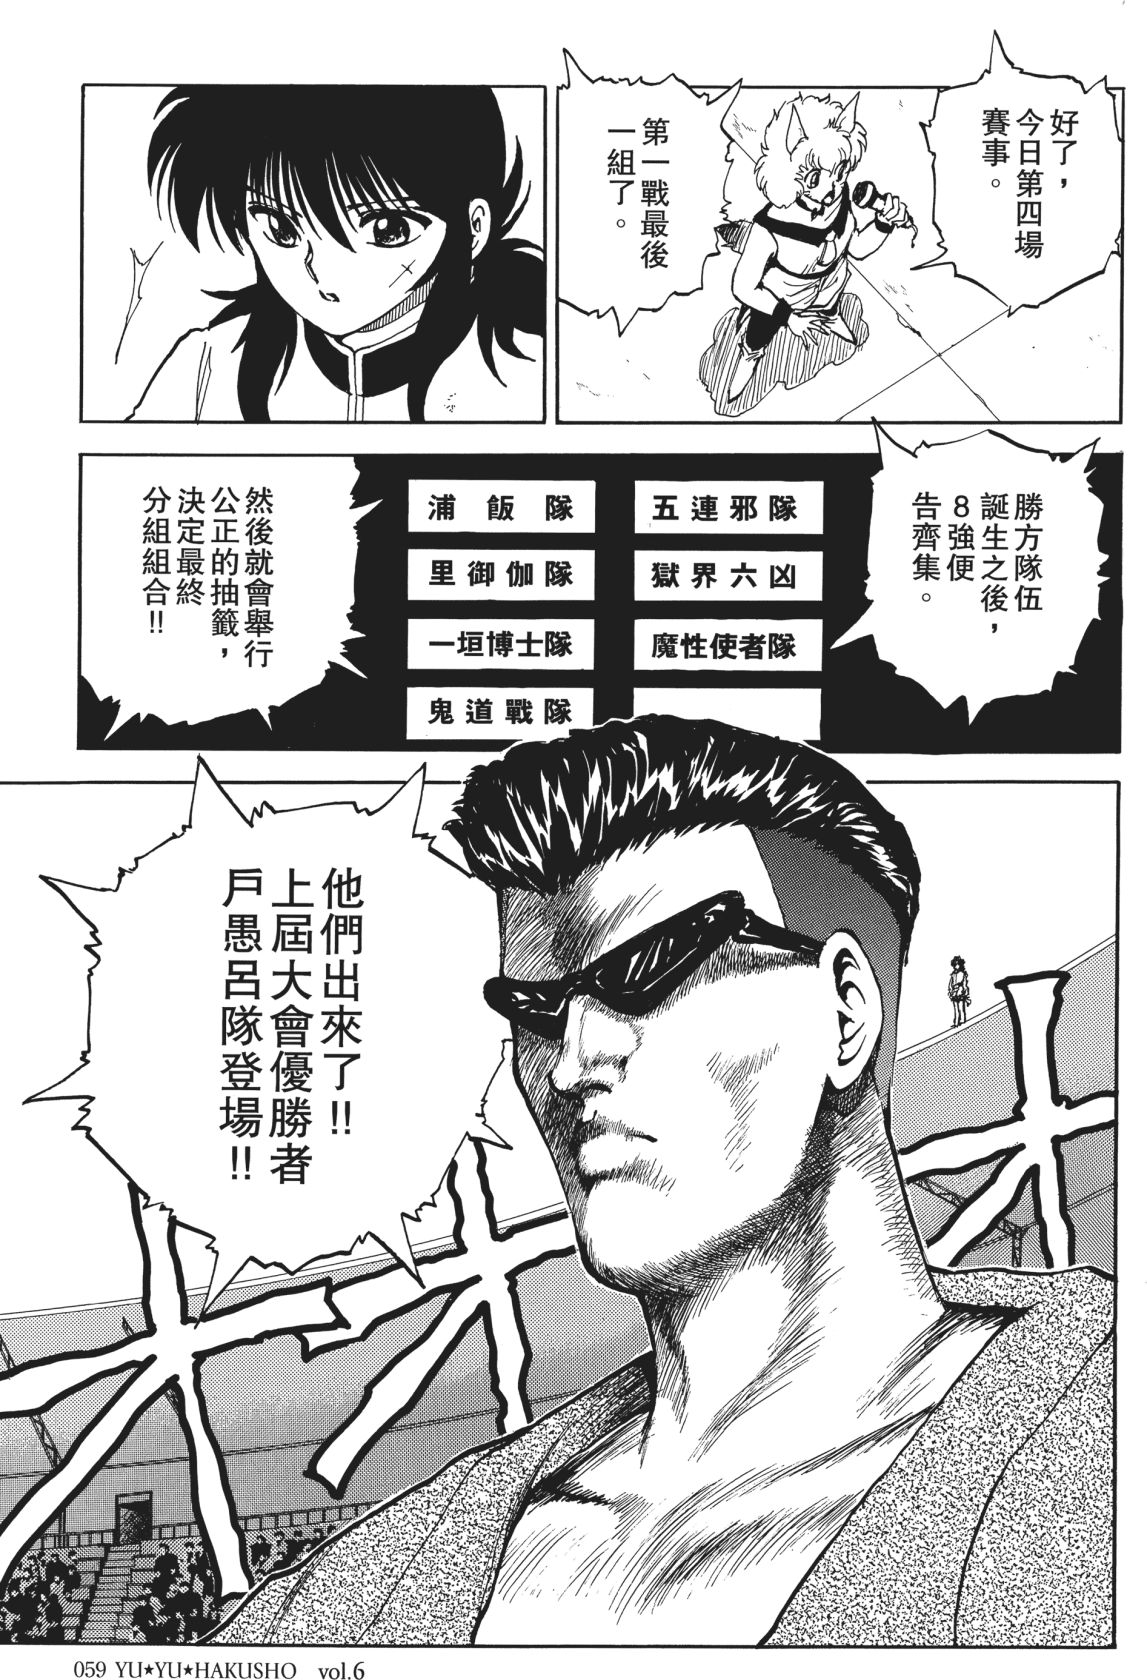 好了，
今日第四場
賽事。
第一戰最後
一組了。
勝方隊伍
誕生之後，
8強便
告齊集。
五連邪隊
獄界六凶
魔性使者隊
浦飯隊
里御伽隊
一垣博士隊
鬼道戰隊
然後就會舉行
公正的抽籤，
決定最終
分組組合!!
他們出來了!!
上屆大會優勝者
戶愚呂隊登場!!
059 YU★YU★HAKUSHO vol.6